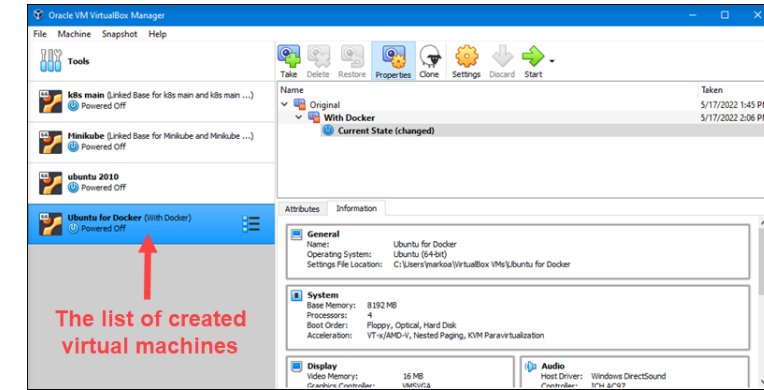 Oracle VM VirtualBox Manager
File Machine Snapshot Help
Tools
Take Delete Restore Properties Clone Settings Discard Start
k8s main (Linked Base for k8s main and k8s main ...)
Powered Off
Minikube (Linked Base for Minikube and Minikube ...)
Powered Off
ubuntu 2010
Powered Off
Ubuntu for Docker (With Docker)
Powered Off
The list of created
virtual machines
Name Taken
Original 5/17/2022 1:45 PM
With Docker 5/17/2022 2:06 PM
Current State (changed)
Attributes Information
General
Name: Ubuntu for Docker
Operating System: Ubuntu (64-bit)
Settings File Location: C:\Users\markoa\VirtualBox VMs\Ubuntu for Docker
System
Base Memory: 8192 MB
Processors: 4
Boot Order: Floppy, Optical, Hard Disk
Acceleration: VT-x/AMD-V, Nested Paging, KVM Paravirtualization
Display
Video Memory: 16 MB
Graphics Controller: VMSVGA
Audio
Host Driver: Windows DirectSound
Controller: ICH AC97